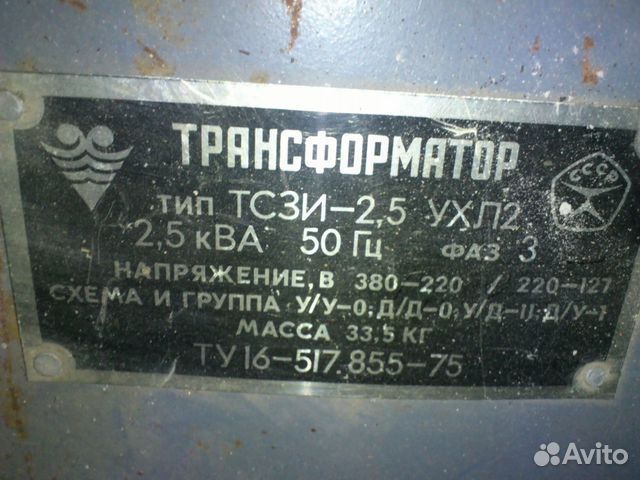 ТРАНСФОРМАТОР
СССР
ТИП ТСЗИ-2,5 УХЛ2
2,5 кВА 50 Гц ФАЗ 3
НАПРЯЖЕНИЕ, В 380-220 / 220-127
СХЕМА И ГРУППА У/У-0; Д/Д-0; У/Д-11; Д/У-1
МАССА 33,5 КГ
ТУ16-517.855-75
Avito